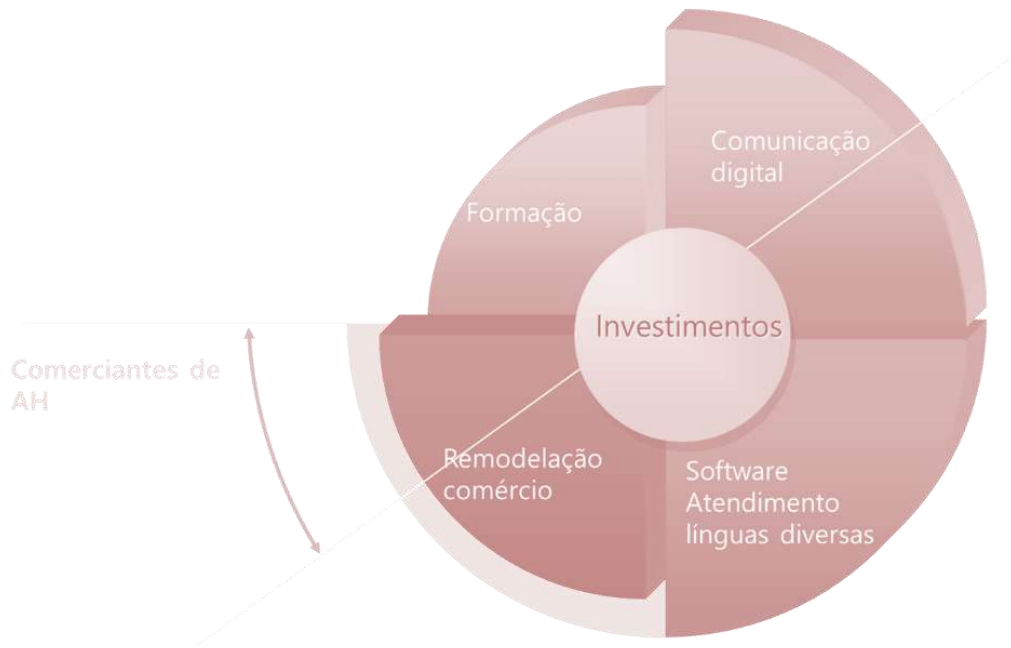 Comunicação
digital
Formação
Investimentos
Comerciantes de
AH
Remodelação
comércio
Software
Atendimento
línguas diversas